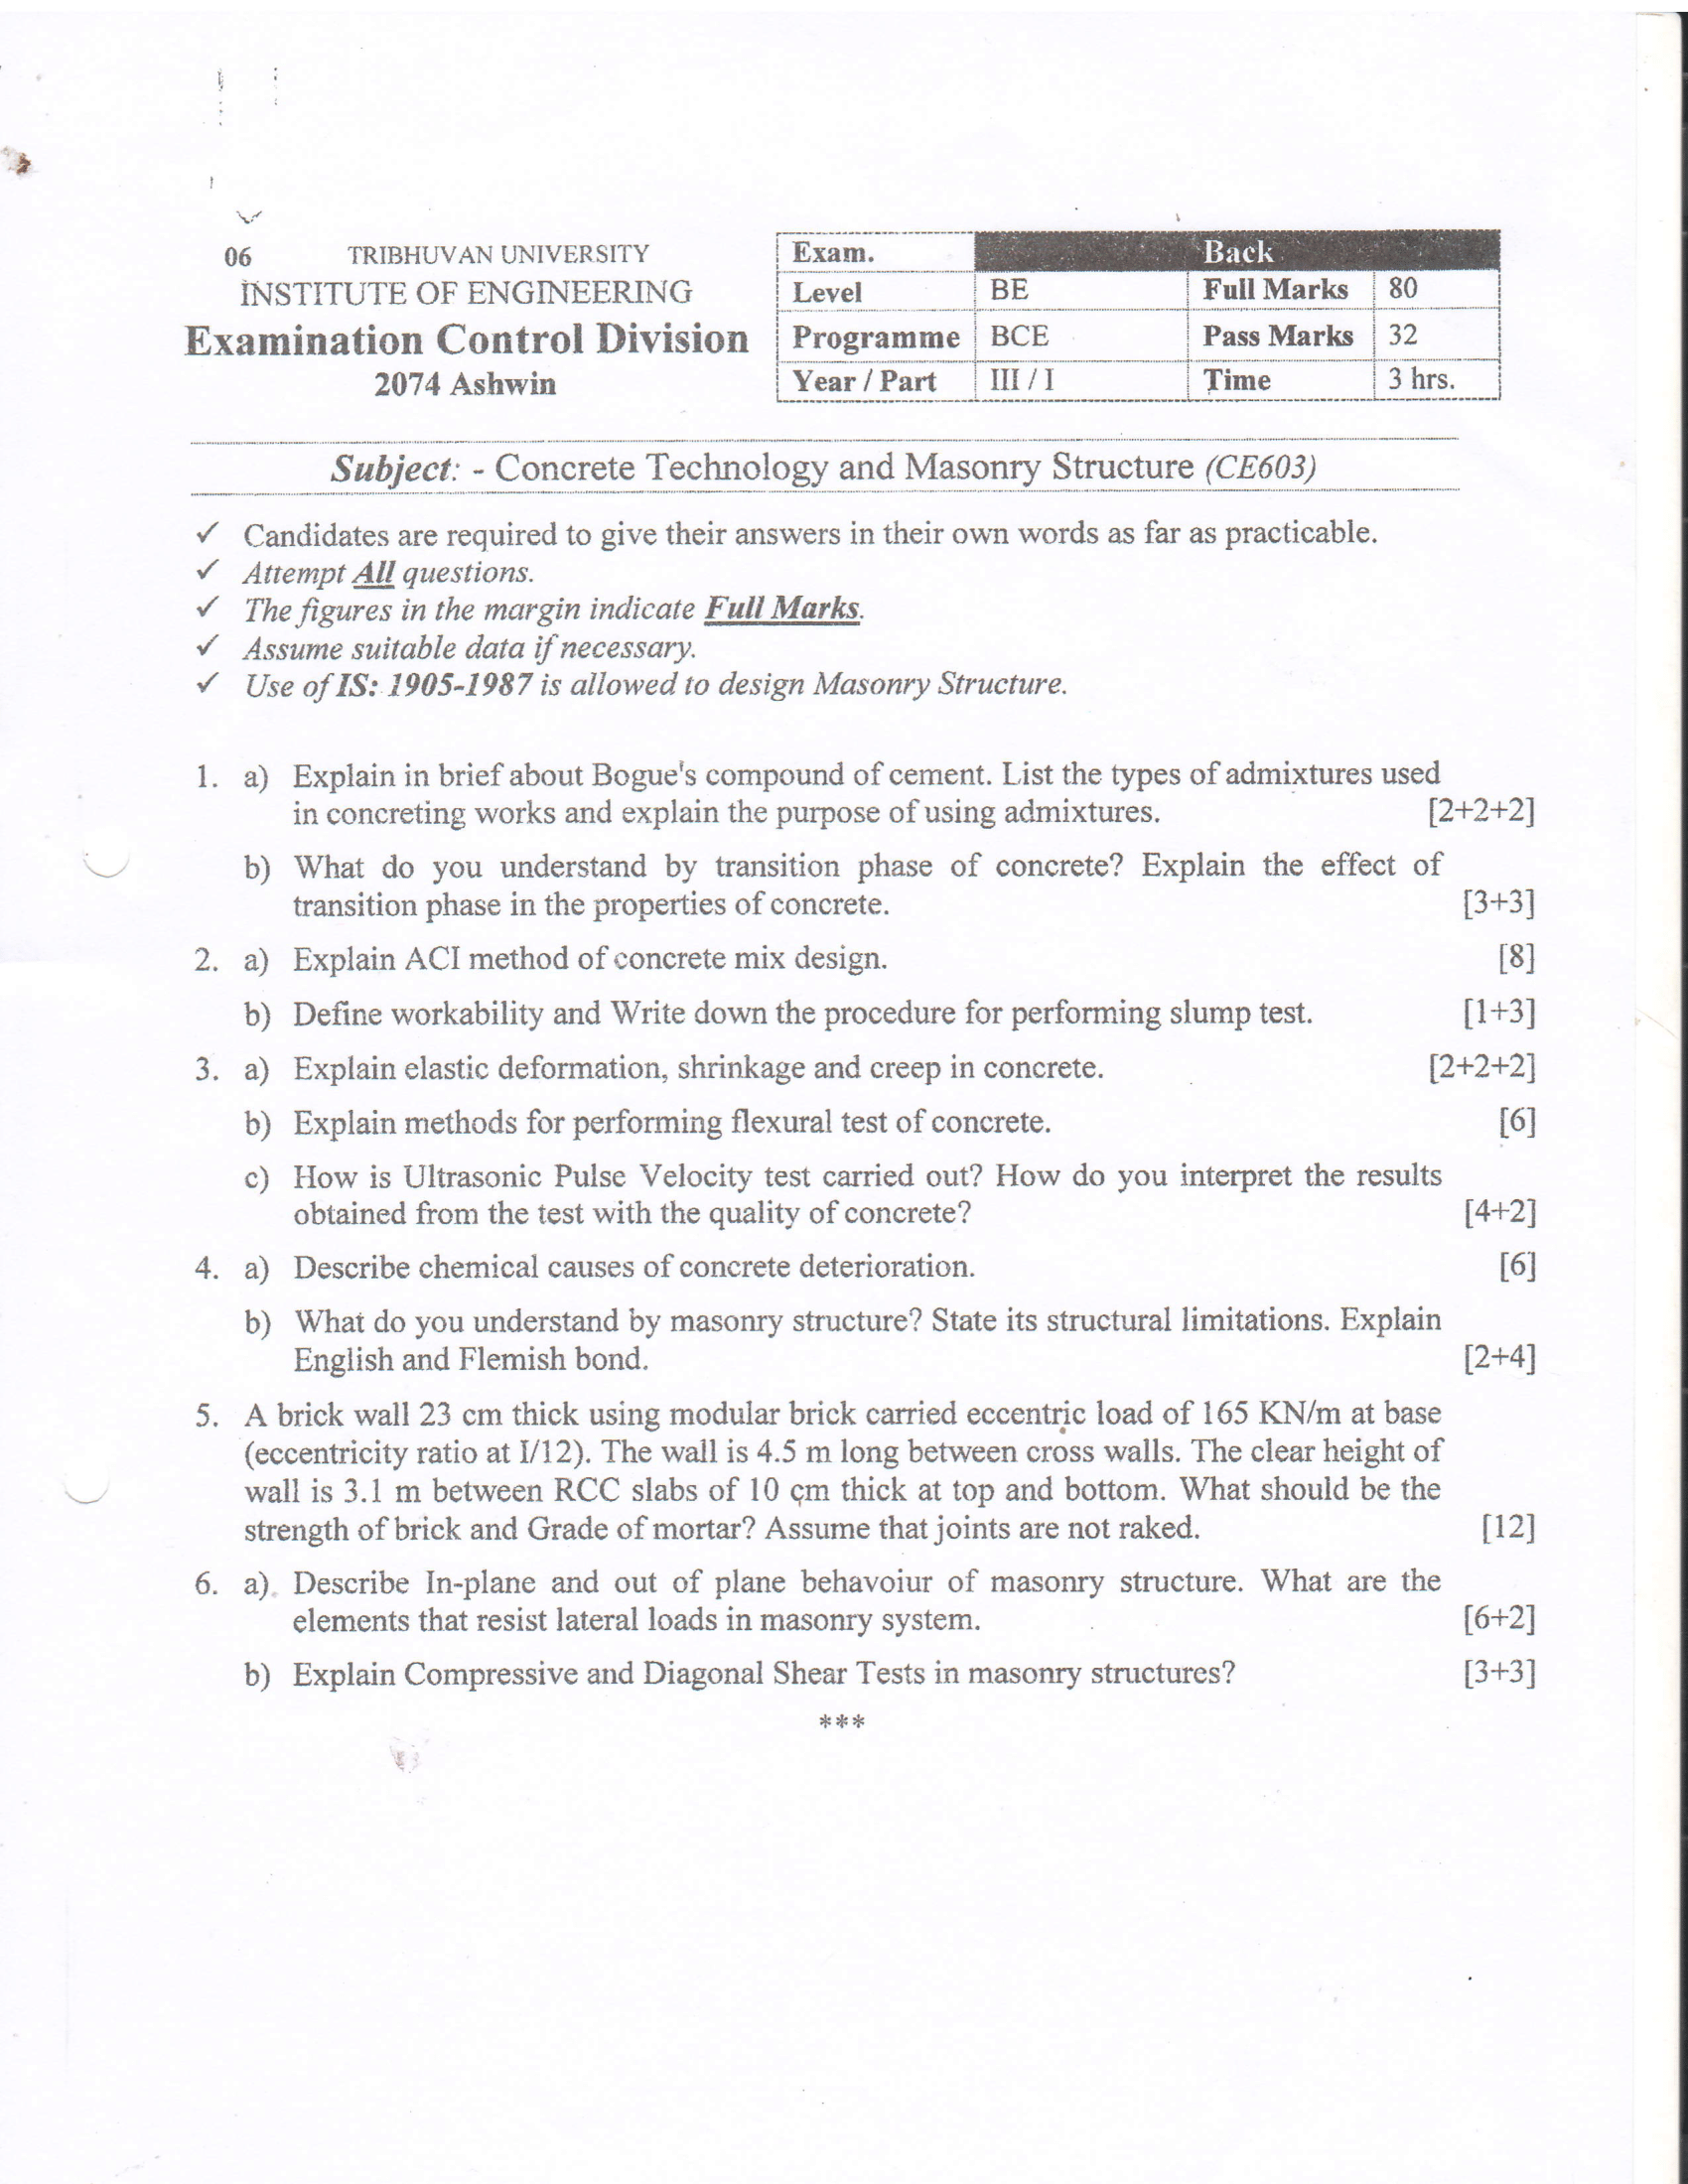 06 TRIBHUVAN UNIVERSITY
INSTITUTE OF ENGINEERING
Examination Control Division
2074 Ashwin
Exam. Back
Level BE Full Marks 80
Programme BCE Pass Marks 32
Year / Part III / I Time 3 hrs.
Subject: - Concrete Technology and Masonry Structure (CE603)
✓ Candidates are required to give their answers in their own words as far as practicable.
✓ Attempt All questions.
✓ The figures in the margin indicate Full Marks.
✓ Assume suitable data if necessary.
✓ Use of IS: 1905-1987 is allowed to design Masonry Structure.
1. a) Explain in brief about Bogue's compound of cement. List the types of admixtures used
in concreting works and explain the purpose of using admixtures. [2+2+2]
b) What do you understand by transition phase of concrete? Explain the effect of
transition phase in the properties of concrete. [3+3]
2. a) Explain ACI method of concrete mix design. [8]
b) Define workability and Write down the procedure for performing slump test. [1+3]
3. a) Explain elastic deformation, shrinkage and creep in concrete. [2+2+2]
b) Explain methods for performing flexural test of concrete. [6]
c) How is Ultrasonic Pulse Velocity test carried out? How do you interpret the results
obtained from the test with the quality of concrete? [4+2]
4. a) Describe chemical causes of concrete deterioration. [6]
b) What do you understand by masonry structure? State its structural limitations. Explain
English and Flemish bond. [2+4]
5. A brick wall 23 cm thick using modular brick carried eccentric load of 165 KN/m at base
(eccentricity ratio at I/12). The wall is 4.5 m long between cross walls. The clear height of
wall is 3.1 m between RCC slabs of 10 cm thick at top and bottom. What should be the
strength of brick and Grade of mortar? Assume that joints are not raked. [12]
6. a) Describe In-plane and out of plane behavoiur of masonry structure. What are the
elements that resist lateral loads in masonry system. [6+2]
b) Explain Compressive and Diagonal Shear Tests in masonry structures? [3+3]
***